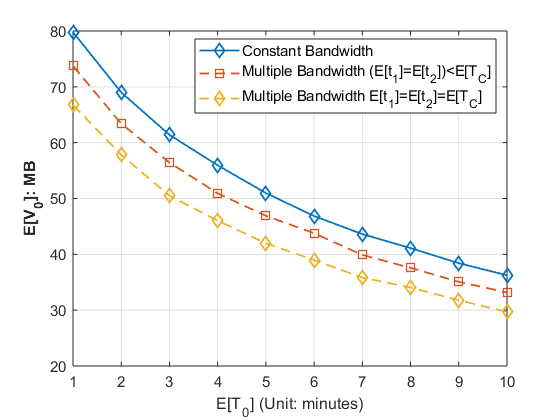 80
70
60
50
40
30
20
1 2 3 4 5 6 7 8 9 10
E[V0]: MB
E[T0] (Unit: minutes)
Constant Bandwidth
Multiple Bandwidth (E[t1]=E[t2])<E[TC]
Multiple Bandwidth E[t1]=E[t2]=E[TC]